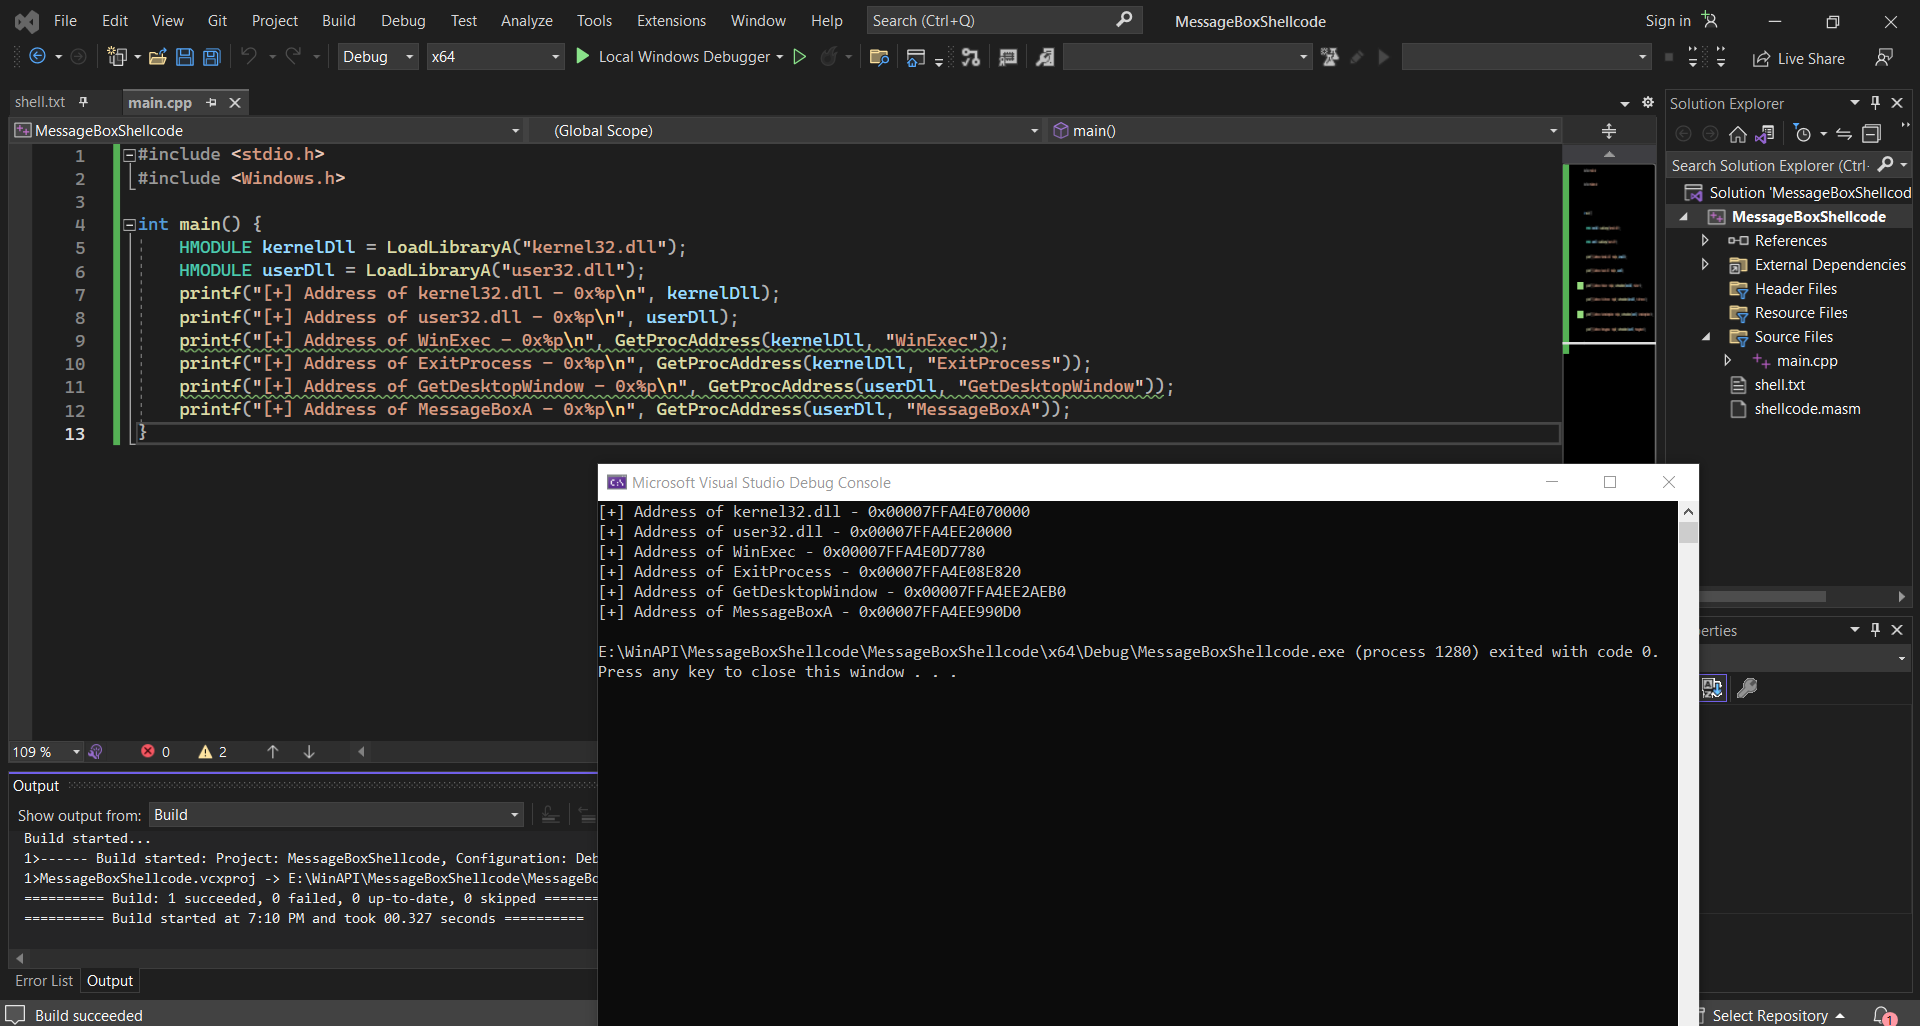 File Edit View Git Project Build Debug Test Analyze Tools Extensions Window Help Search (Ctrl+Q) MessageBoxShellcode Sign in
Debug x64 Local Windows Debugger Live Share
shell.txt main.cpp
MessageBoxShellcode (Global Scope) main()
1 #include <stdio.h>
2 #include <Windows.h>
3
4 int main() {
5 HMODULE kernelDll = LoadLibraryA("kernel32.dll");
6 HMODULE userDll = LoadLibraryA("user32.dll");
7 printf("[+] Address of kernel32.dll - 0x%p\n", kernelDll);
8 printf("[+] Address of user32.dll - 0x%p\n", userDll);
9 printf("[+] Address of WinExec - 0x%p\n", GetProcAddress(kernelDll, "WinExec"));
10 printf("[+] Address of ExitProcess - 0x%p\n", GetProcAddress(kernelDll, "ExitProcess"));
11 printf("[+] Address of GetDesktopWindow - 0x%p\n", GetProcAddress(userDll, "GetDesktopWindow"));
12 printf("[+] Address of MessageBoxA - 0x%p\n", GetProcAddress(userDll, "MessageBoxA"));
13 }
Solution Explorer
Search Solution Explorer (Ctrl-
Solution 'MessageBoxShellcod
MessageBoxShellcode
References
External Dependencies
Header Files
Resource Files
Source Files
main.cpp
shell.txt
shellcode.masm
Microsoft Visual Studio Debug Console
[+] Address of kernel32.dll - 0x00007FFA4E070000
[+] Address of user32.dll - 0x00007FFA4EE20000
[+] Address of WinExec - 0x00007FFA4E0D7780
[+] Address of ExitProcess - 0x00007FFA4E08E820
[+] Address of GetDesktopWindow - 0x00007FFA4EE2AEB0
[+] Address of MessageBoxA - 0x00007FFA4EE990D0
E:\WinAPI\MessageBoxShellcode\MessageBoxShellcode\x64\Debug\MessageBoxShellcode.exe (process 1280) exited with code 0.
Press any key to close this window . . .
erties
109 % 0 2
Output
Show output from: Build
Build started...
1>------ Build started: Project: MessageBoxShellcode, Configuration: Deb
1>MessageBoxShellcode.vcxproj -> E:\WinAPI\MessageBoxShellcode\MessageBo
========== Build: 1 succeeded, 0 failed, 0 up-to-date, 0 skipped =======
========== Build started at 7:10 PM and took 00.327 seconds ==========
Error List Output
Build succeeded
Select Repository 1